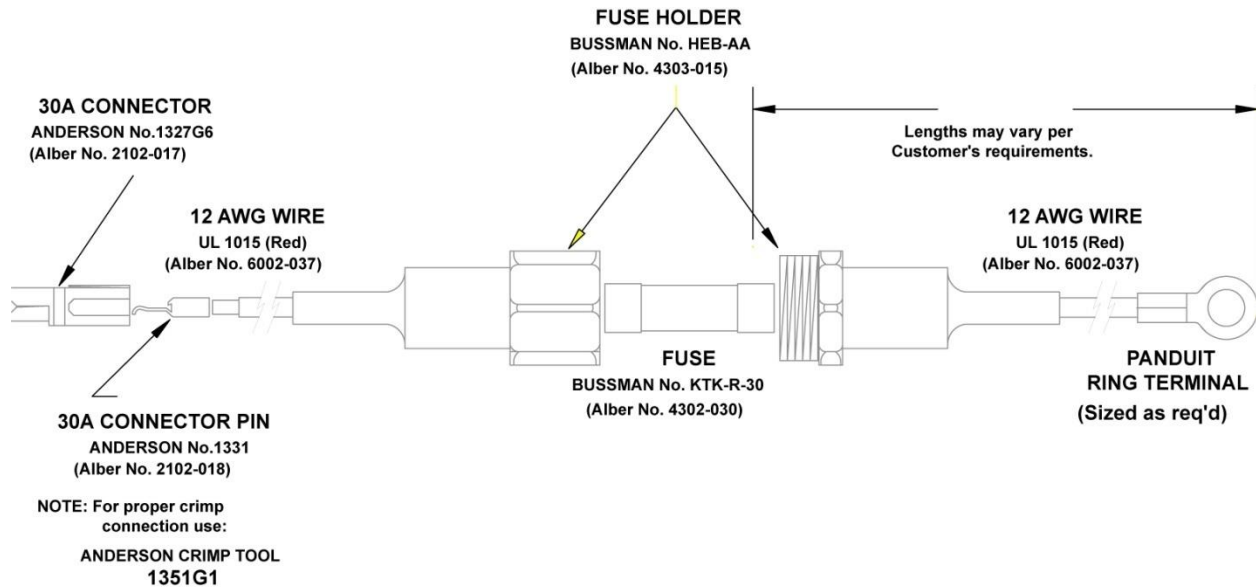 FUSE HOLDER
BUSSMAN No. HEB-AA
(Alber No. 4303-015)
30A CONNECTOR
ANDERSON No.1327G6
(Alber No. 2102-017)
Lengths may vary per
Customer's requirements.
12 AWG WIRE
UL 1015 (Red)
(Alber No. 6002-037)
12 AWG WIRE
UL 1015 (Red)
(Alber No. 6002-037)
FUSE
BUSSMAN No. KTK-R-30
(Alber No. 4302-030)
PANDUIT
RING TERMINAL
(Sized as req'd)
30A CONNECTOR PIN
ANDERSON No.1331
(Alber No. 2102-018)
NOTE: For proper crimp
connection use:
ANDERSON CRIMP TOOL
1351G1